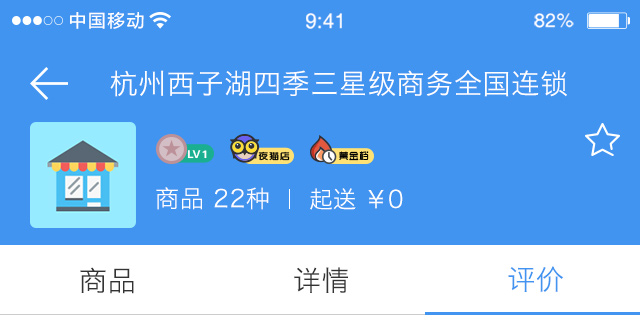 中国移动 9:41 82%
杭州西子湖四季三星级商务全国连锁
LV1 夜猫店 黄金档
商品 22种 起送 ￥0
商品 详情 评价